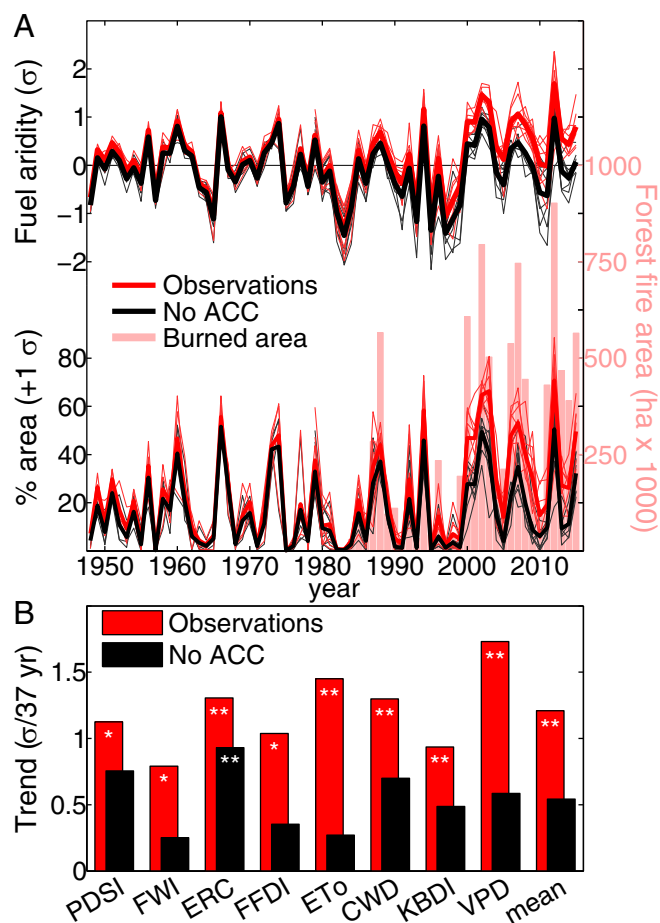 A
Fuel aridity (σ)
2
1
0
−1
−2
Observations
No ACC
Burned area
% area (+1 σ)
80
60
40
20
1000
750
500
250
Forest fire area (ha x 1000)
1950 1960 1970 1980 1990 2000 2010
year
B
Observations
No ACC
Trend (σ/37 yr)
1.5
1
0.5
0
* * ** ** * ** ** ** ** **
PDSI FWI ERC FFDI ETo CWD KBDI VPD mean